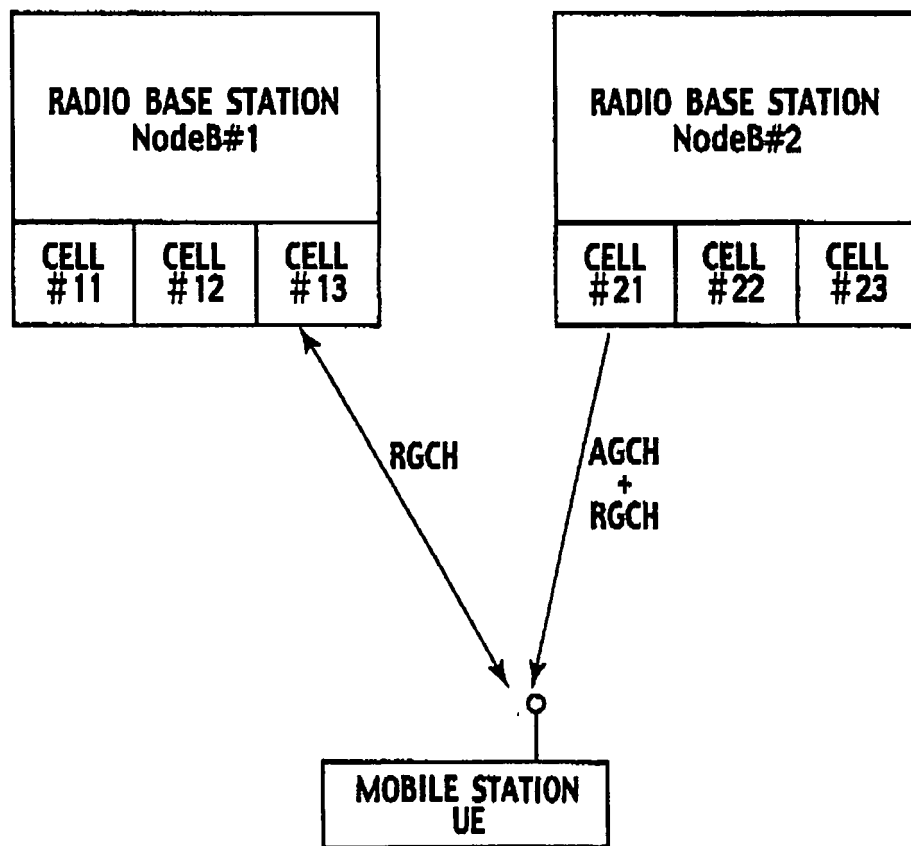 RADIO BASE STATION
NodeB#1
CELL
#11
CELL
#12
CELL
#13
RADIO BASE STATION
NodeB#2
CELL
#21
CELL
#22
CELL
#23
RGCH
AGCH
+
RGCH
MOBILE STATION
UE